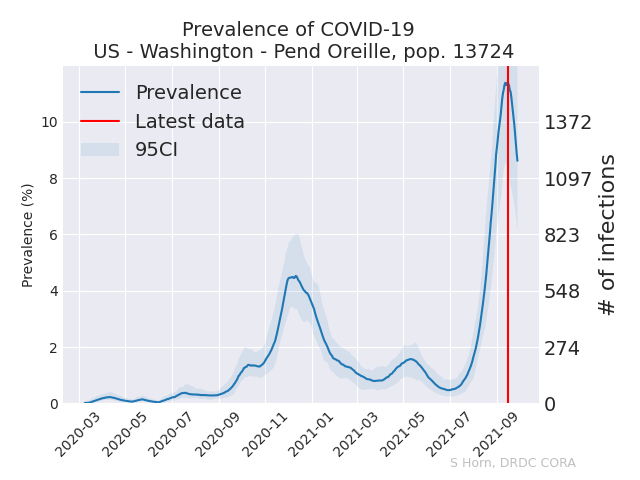 Prevalence of COVID-19
US - Washington - Pend Oreille, pop. 13724
Prevalence
Latest data
95CI
Prevalence (%)
10
8
6
4
2
0
1372
1097
823
548
274
0
# of infections
2020-03
2020-05
2020-07
2020-09
2020-11
2021-01
2021-03
2021-05
2021-07
2021-09
S Horn, DRDC CORA